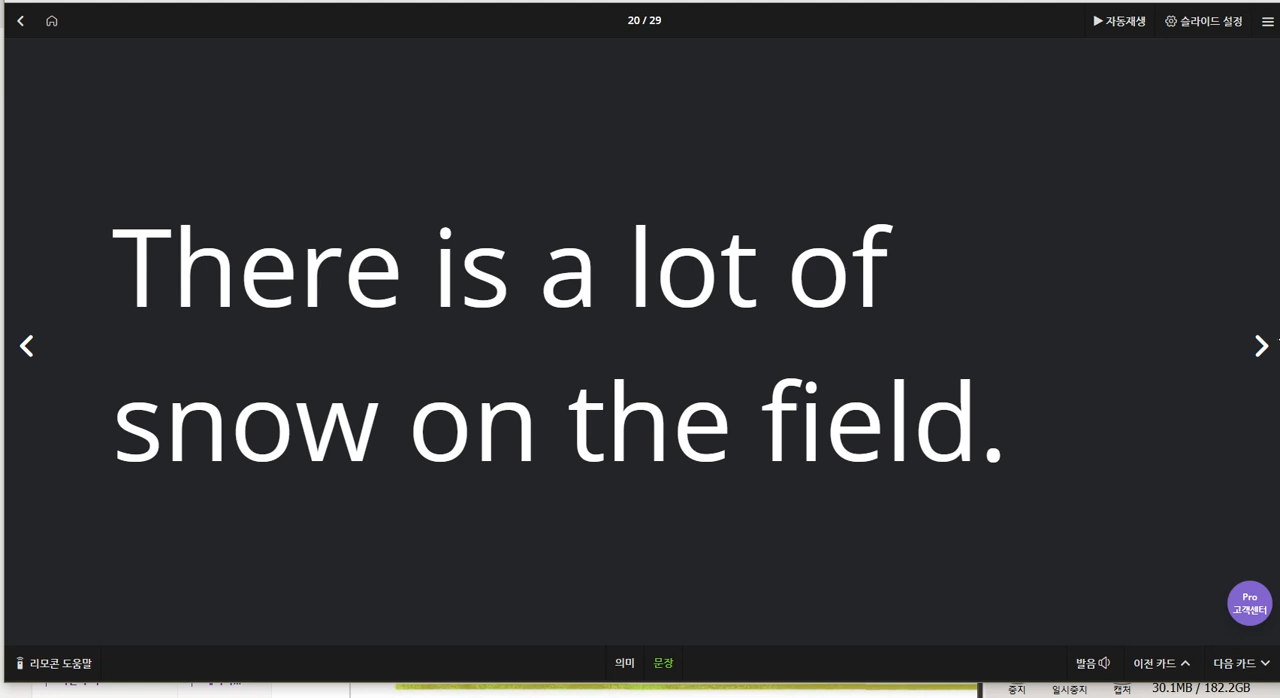 20 / 29
자동재생
슬라이드 설정
There is a lot of
snow on the field.
Pro
고객센터
리모콘 도움말
의미
문장
발음
이전 카드
다음 카드
중지
일시중지
캡처
30.1MB / 182.2GB